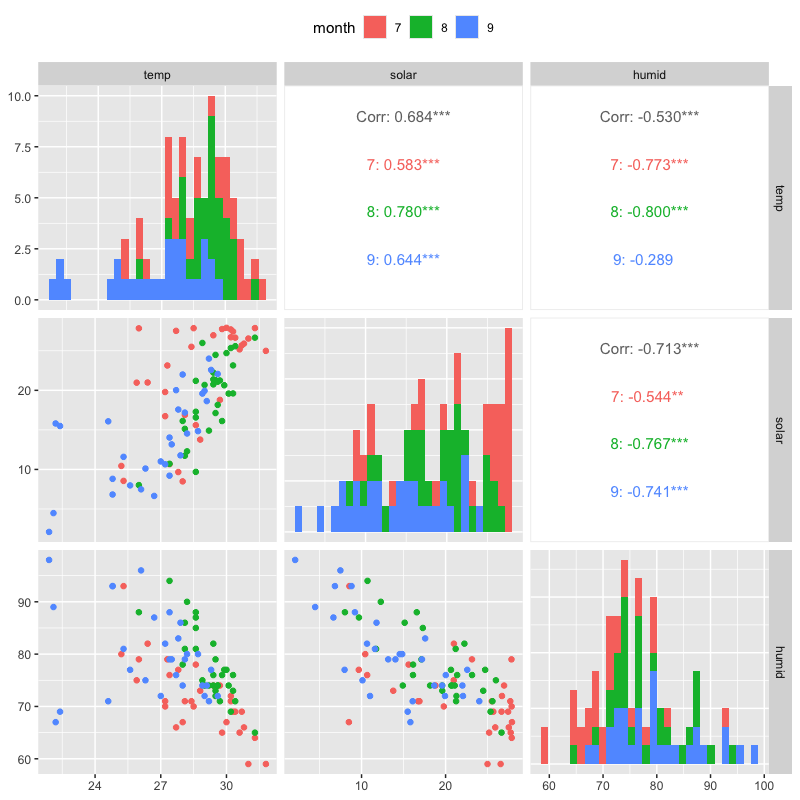 month 7 8 9
temp solar humid
10.0
7.5
5.0
2.5
0.0
Corr: 0.684***
7: 0.583***
8: 0.780***
9: 0.644***
Corr: -0.530***
7: -0.773***
8: -0.800***
9: -0.289
temp
20
10
Corr: -0.713***
7: -0.544**
8: -0.767***
9: -0.741***
solar
90
80
70
60
humid
24 27 30 10 20 60 70 80 90 100